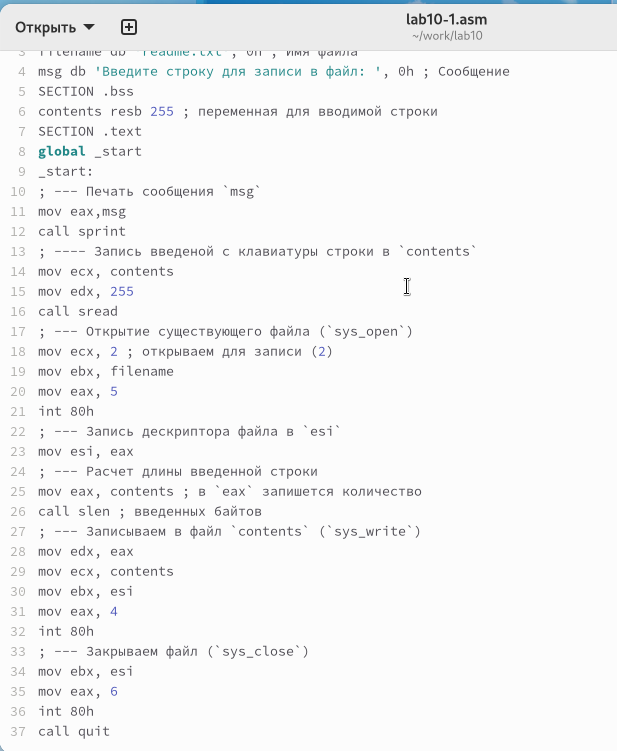 Открыть
lab10-1.asm
~/work/lab10
3 filename db 'readme.txt', 0h ; Имя файла
4 msg db 'Введите строку для записи в файл: ', 0h ; Сообщение
5 SECTION .bss
6 contents resb 255 ; переменная для вводимой строки
7 SECTION .text
8 global _start
9 _start:
10 ; --- Печать сообщения `msg`
11 mov eax,msg
12 call sprint
13 ; ---- Запись введеной с клавиатуры строки в `contents`
14 mov ecx, contents
15 mov edx, 255
16 call sread
17 ; --- Открытие существующего файла (`sys_open`)
18 mov ecx, 2 ; открываем для записи (2)
19 mov ebx, filename
20 mov eax, 5
21 int 80h
22 ; --- Запись дескриптора файла в `esi`
23 mov esi, eax
24 ; --- Расчет длины введенной строки
25 mov eax, contents ; в `eax` запишется количество
26 call slen ; введенных байтов
27 ; --- Записываем в файл `contents` (`sys_write`)
28 mov edx, eax
29 mov ecx, contents
30 mov ebx, esi
31 mov eax, 4
32 int 80h
33 ; --- Закрываем файл (`sys_close`)
34 mov ebx, esi
35 mov eax, 6
36 int 80h
37 call quit